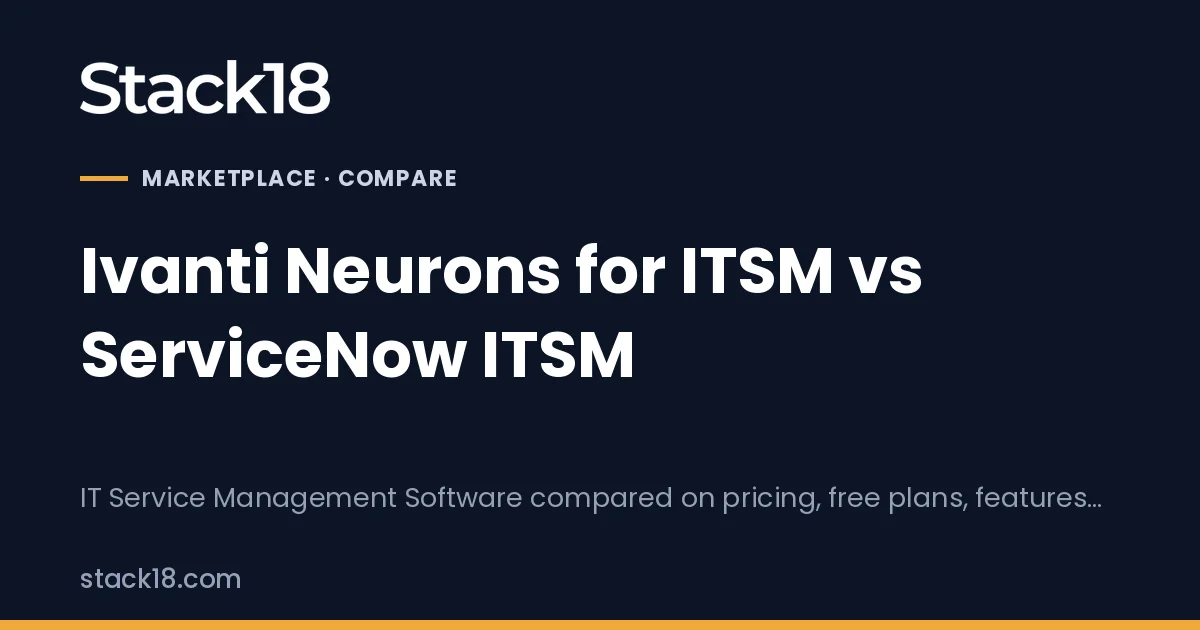 Stack18
MARKETPLACE · COMPARE
Ivanti Neurons for ITSM vs
ServiceNow ITSM
IT Service Management Software compared on pricing, free plans, features...
stack18.com